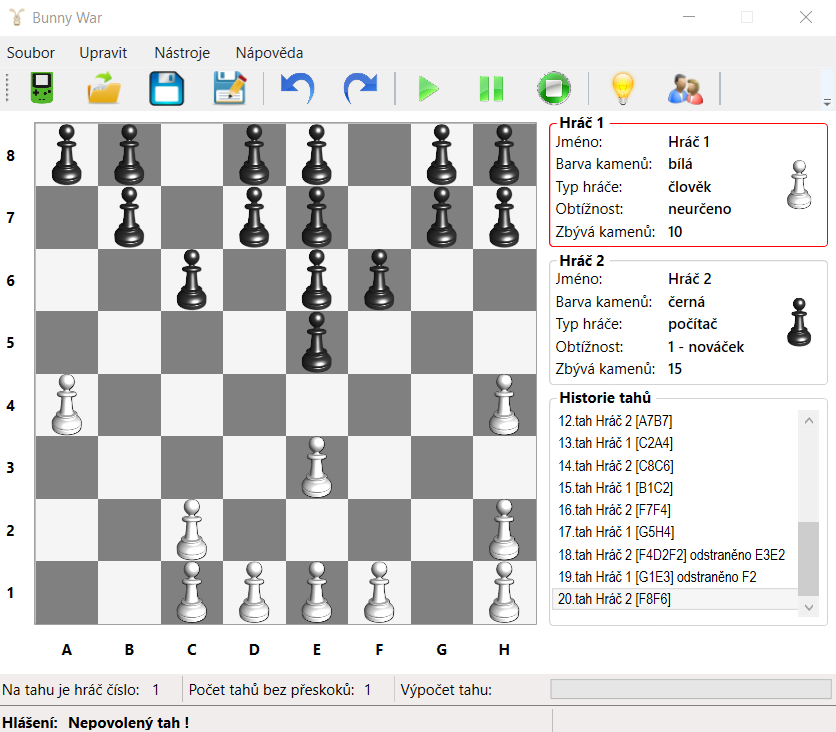 Bunny War
Soubor Upravit Nástroje Nápověda
8
7
6
5
4
3
2
1
A B C D E F G H
Hráč 1
Jméno: Hráč 1
Barva kamenů: bílá
Typ hráče: člověk
Obtížnost: neurčeno
Zbývá kamenů: 10
Hráč 2
Jméno: Hráč 2
Barva kamenů: černá
Typ hráče: počítač
Obtížnost: 1 - nováček
Zbývá kamenů: 15
Historie tahů
12.tah Hráč 2 [A7B7]
13.tah Hráč 1 [C2A4]
14.tah Hráč 2 [C8C6]
15.tah Hráč 1 [B1C2]
16.tah Hráč 2 [F7F4]
17.tah Hráč 1 [G5H4]
18.tah Hráč 2 [F4D2F2] odstraněno E3E2
19.tah Hráč 1 [G1E3] odstraněno F2
20.tah Hráč 2 [F8F6]
Na tahu je hráč číslo: 1 Počet tahů bez přeskoků: 1 Výpočet tahu:
Hlášení: Nepovolený tah !